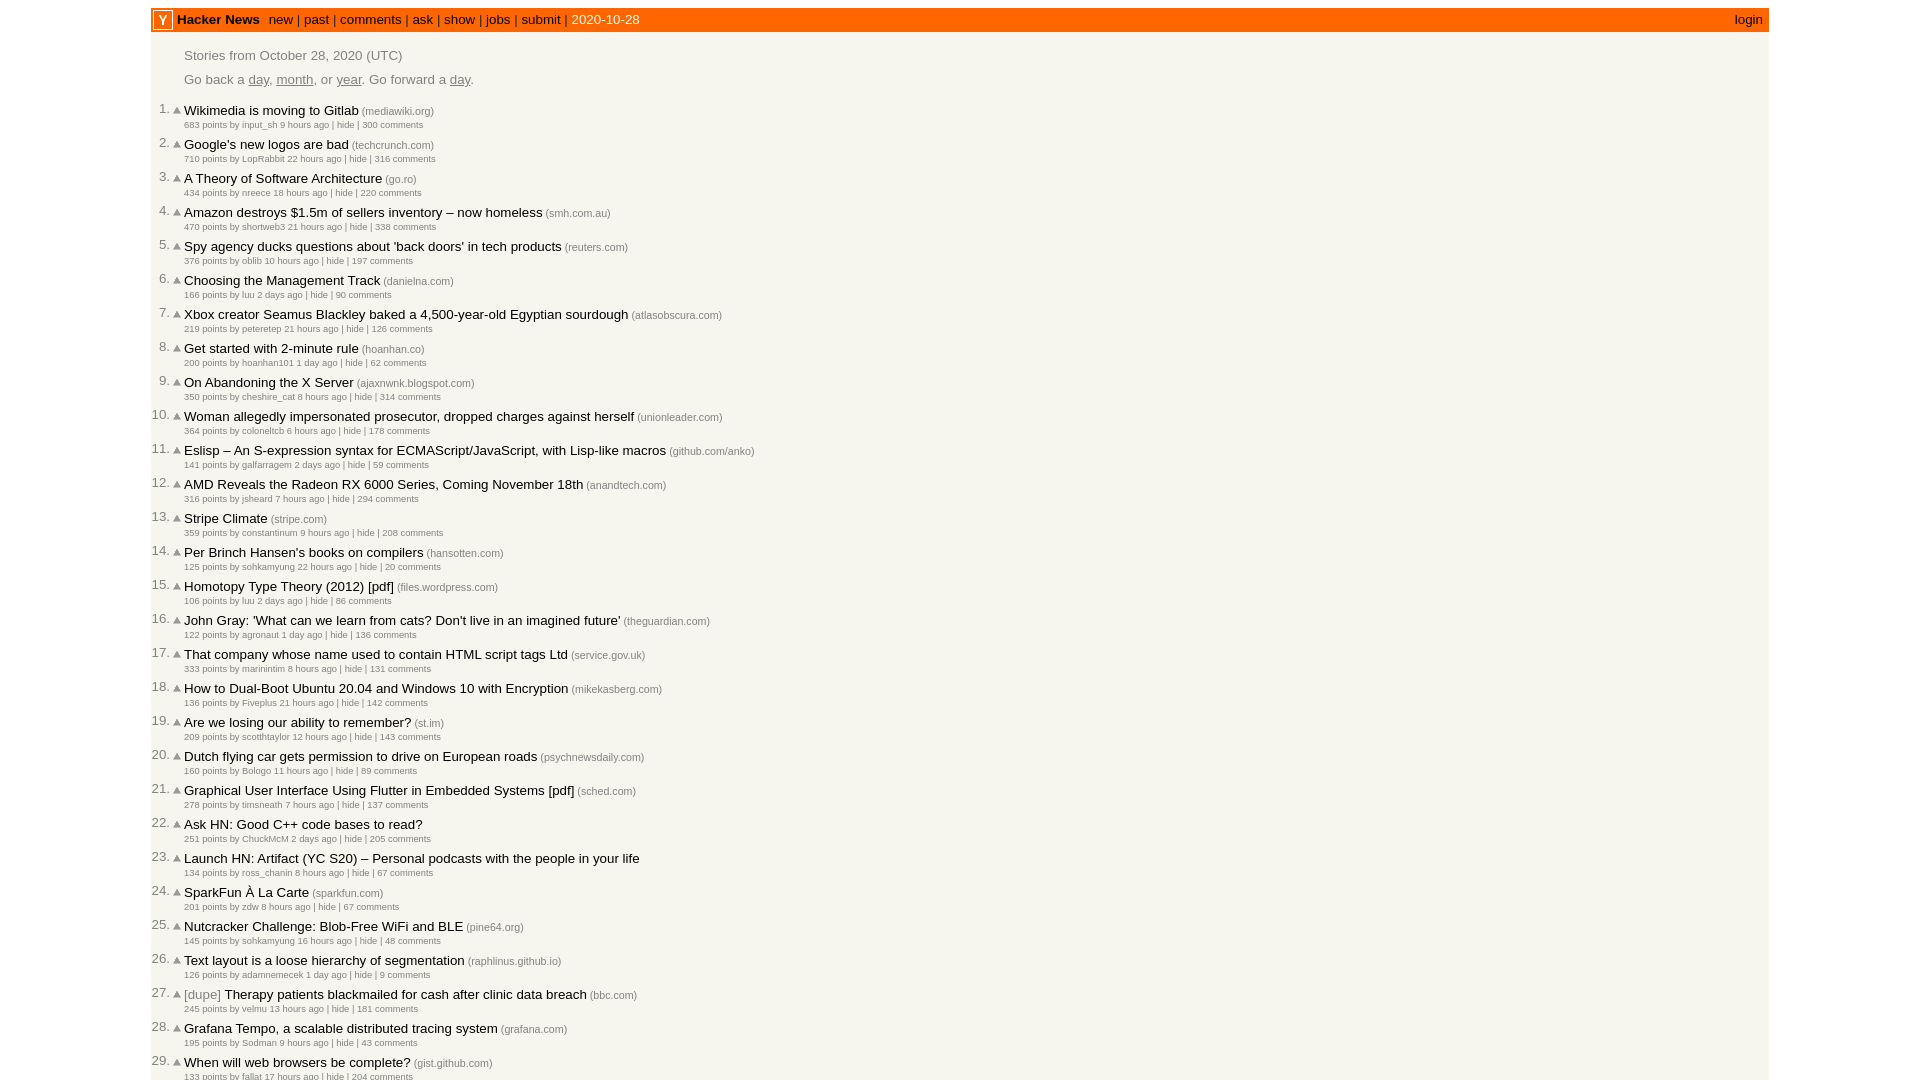 Y Hacker News new | past | comments | ask | show | jobs | submit | 2020-10-28 login
Stories from October 28, 2020 (UTC)
Go back a day, month, or year. Go forward a day.
1. Wikimedia is moving to Gitlab (mediawiki.org)
683 points by input_sh 9 hours ago | hide | 300 comments
2. Google's new logos are bad (techcrunch.com)
710 points by LopRabbit 22 hours ago | hide | 316 comments
3. A Theory of Software Architecture (go.ro)
434 points by nreece 18 hours ago | hide | 220 comments
4. Amazon destroys $1.5m of sellers inventory – now homeless (smh.com.au)
470 points by shortweb3 21 hours ago | hide | 338 comments
5. Spy agency ducks questions about 'back doors' in tech products (reuters.com)
376 points by oblib 10 hours ago | hide | 197 comments
6. Choosing the Management Track (danielna.com)
166 points by luu 2 days ago | hide | 90 comments
7. Xbox creator Seamus Blackley baked a 4,500-year-old Egyptian sourdough (atlasobscura.com)
219 points by peteretep 21 hours ago | hide | 126 comments
8. Get started with 2-minute rule (hoanhan.co)
200 points by hoanhan101 1 day ago | hide | 62 comments
9. On Abandoning the X Server (ajaxnwnk.blogspot.com)
350 points by cheshire_cat 8 hours ago | hide | 314 comments
10. Woman allegedly impersonated prosecutor, dropped charges against herself (unionleader.com)
364 points by coloneltcb 6 hours ago | hide | 178 comments
11. Eslisp – An S-expression syntax for ECMAScript/JavaScript, with Lisp-like macros (github.com/anko)
141 points by galfarragem 2 days ago | hide | 59 comments
12. AMD Reveals the Radeon RX 6000 Series, Coming November 18th (anandtech.com)
316 points by jsheard 7 hours ago | hide | 294 comments
13. Stripe Climate (stripe.com)
359 points by constantinum 9 hours ago | hide | 208 comments
14. Per Brinch Hansen's books on compilers (hansotten.com)
125 points by sohkamyung 22 hours ago | hide | 20 comments
15. Homotopy Type Theory (2012) [pdf] (files.wordpress.com)
106 points by luu 2 days ago | hide | 86 comments
16. John Gray: 'What can we learn from cats? Don't live in an imagined future' (theguardian.com)
122 points by agronaut 1 day ago | hide | 136 comments
17. That company whose name used to contain HTML script tags Ltd (service.gov.uk)
333 points by marinintim 8 hours ago | hide | 131 comments
18. How to Dual-Boot Ubuntu 20.04 and Windows 10 with Encryption (mikekasberg.com)
136 points by Fiveplus 21 hours ago | hide | 142 comments
19. Are we losing our ability to remember? (st.im)
209 points by scotthtaylor 12 hours ago | hide | 143 comments
20. Dutch flying car gets permission to drive on European roads (psychnewsdaily.com)
160 points by Bologo 11 hours ago | hide | 89 comments
21. Graphical User Interface Using Flutter in Embedded Systems [pdf] (sched.com)
278 points by timsneath 7 hours ago | hide | 137 comments
22. Ask HN: Good C++ code bases to read?
251 points by ChuckMcM 2 days ago | hide | 205 comments
23. Launch HN: Artifact (YC S20) – Personal podcasts with the people in your life
134 points by ross_chanin 8 hours ago | hide | 67 comments
24. SparkFun À La Carte (sparkfun.com)
201 points by zdw 8 hours ago | hide | 67 comments
25. Nutcracker Challenge: Blob-Free WiFi and BLE (pine64.org)
145 points by sohkamyung 16 hours ago | hide | 48 comments
26. Text layout is a loose hierarchy of segmentation (raphlinus.github.io)
126 points by adamnemecek 1 day ago | hide | 9 comments
27. [dupe] Therapy patients blackmailed for cash after clinic data breach (bbc.com)
245 points by velmu 13 hours ago | hide | 181 comments
28. Grafana Tempo, a scalable distributed tracing system (grafana.com)
195 points by Sodman 9 hours ago | hide | 43 comments
29. When will web browsers be complete? (gist.github.com)
133 points by fallat 17 hours ago | hide | 204 comments